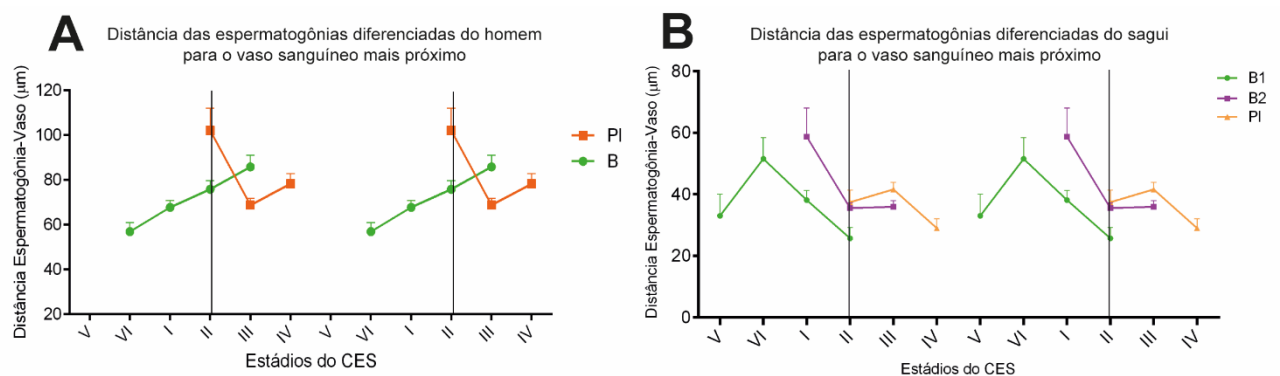 A
Distância das espermatogônias diferenciadas do homem
para o vaso sanguíneo mais próximo
Distância Espermatogônia-Vaso (µm)
120
100
80
60
40
20
V VI I II III IV V VI I II III IV
Estádios do CES
Pl
B
B
Distância das espermatogônias diferenciadas do sagui
para o vaso sanguíneo mais próximo
Distância Espermatogônia-Vaso (µm)
80
60
40
20
0
V VI I II III IV V VI I II III IV
Estádios do CES
B1
B2
Pl